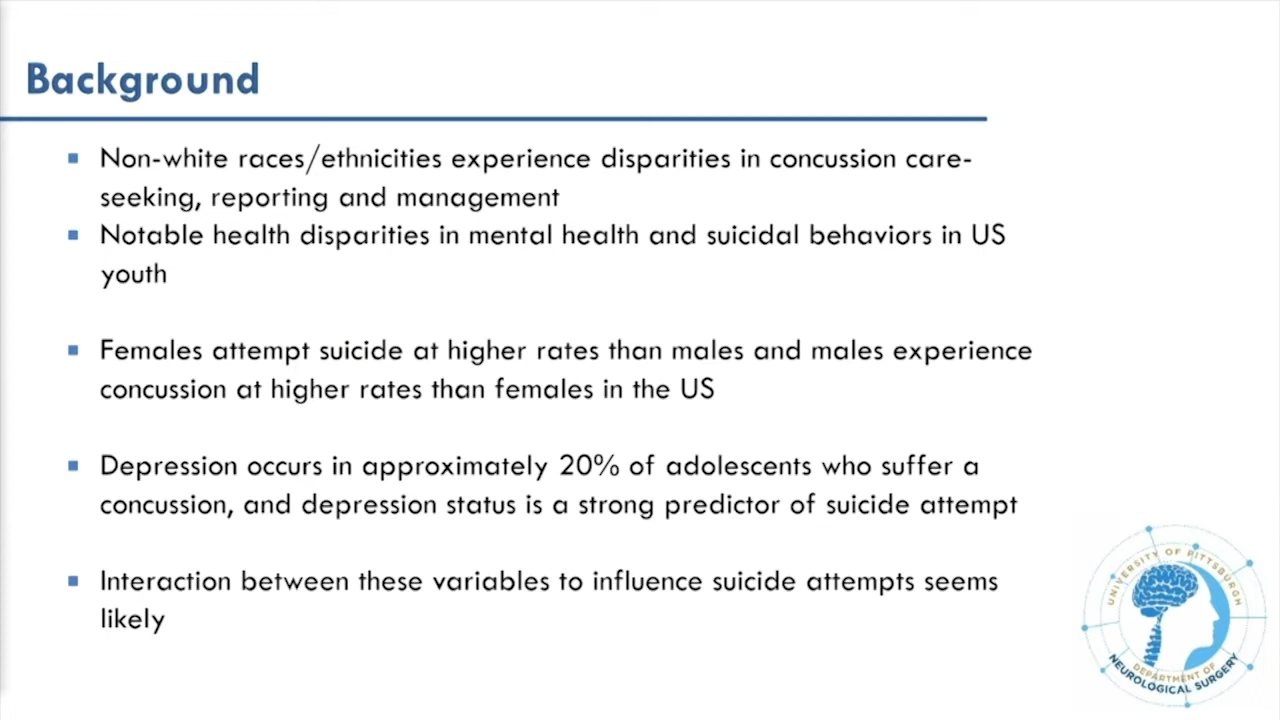 Background
▪ Non-white races/ethnicities experience disparities in concussion care-
seeking, reporting and management
▪ Notable health disparities in mental health and suicidal behaviors in US
youth
▪ Females attempt suicide at higher rates than males and males experience
concussion at higher rates than females in the US
▪ Depression occurs in approximately 20% of adolescents who suffer a
concussion, and depression status is a strong predictor of suicide attempt
▪ Interaction between these variables to influence suicide attempts seems
likely
UNIVERSITY OF PITTSBURGH
DEPARTMENT OF
NEUROLOGICAL SURGERY